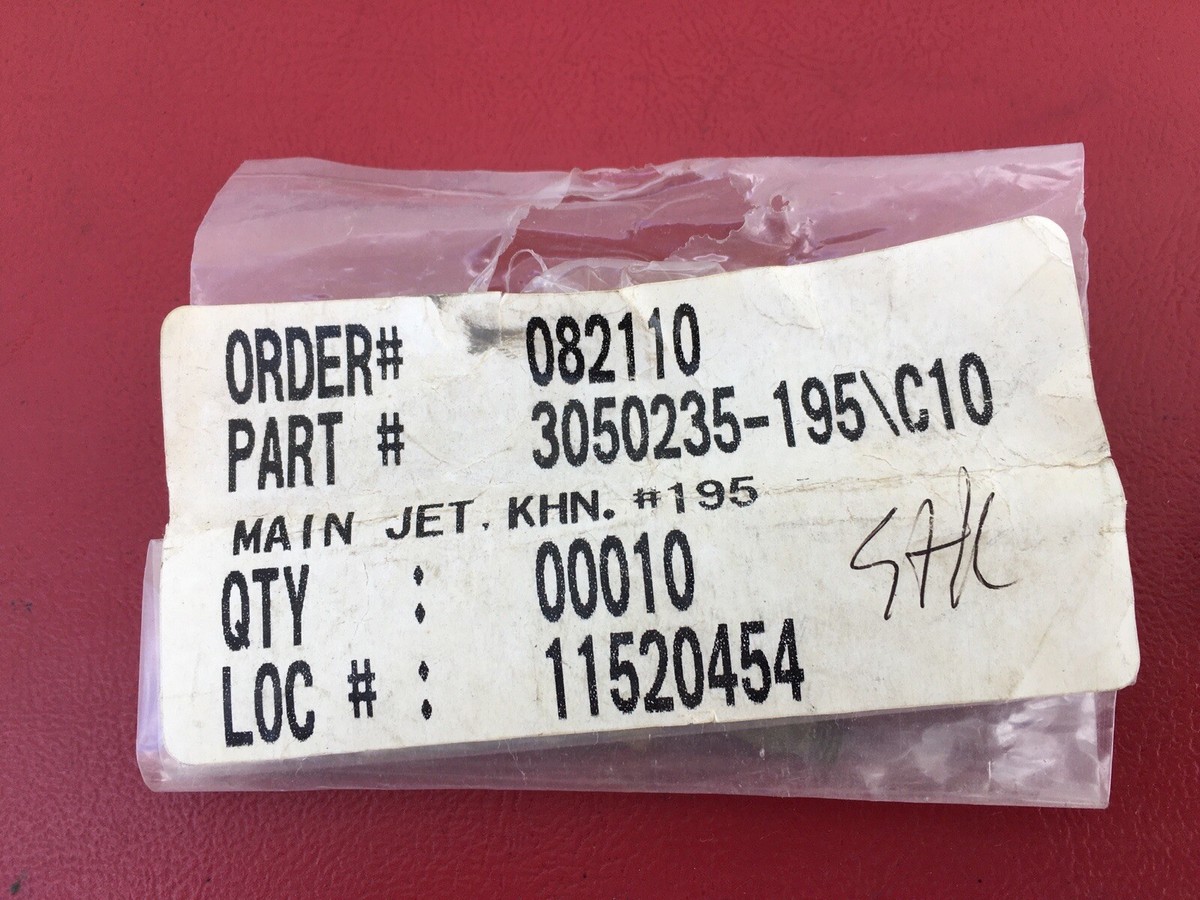 ORDER# 082110
PART # 3050235-195\C10
MAIN JET, KHN. #195
QTY : 00010
LOC # : 11520454